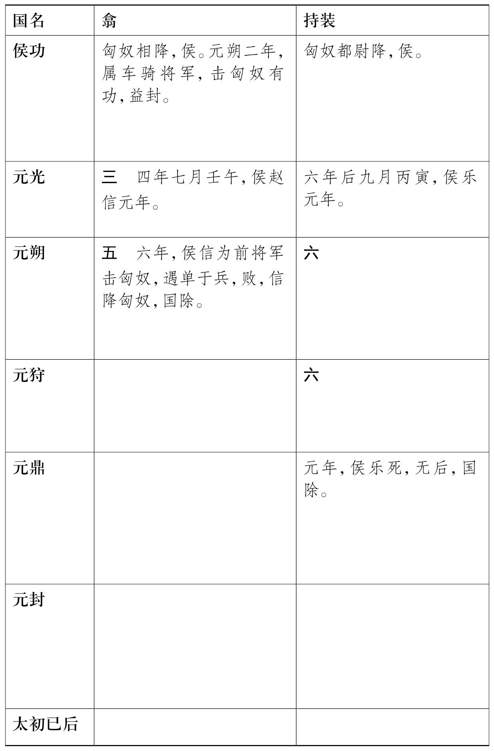 国名 翕 持装
侯功 匈奴相降，侯。元朔二年， 匈奴都尉降，侯。
属车骑将军，击匈奴有
功，益封。
元光 三 四年七月壬午，侯赵 六年后九月丙寅，侯乐
信元年。 元年。
元朔 五 六年，侯信为前将军 六
击匈奴，遇单于兵，败，信
降匈奴，国除。
元狩 六
元鼎 元年，侯乐死，无后，国
除。
元封
太初已后